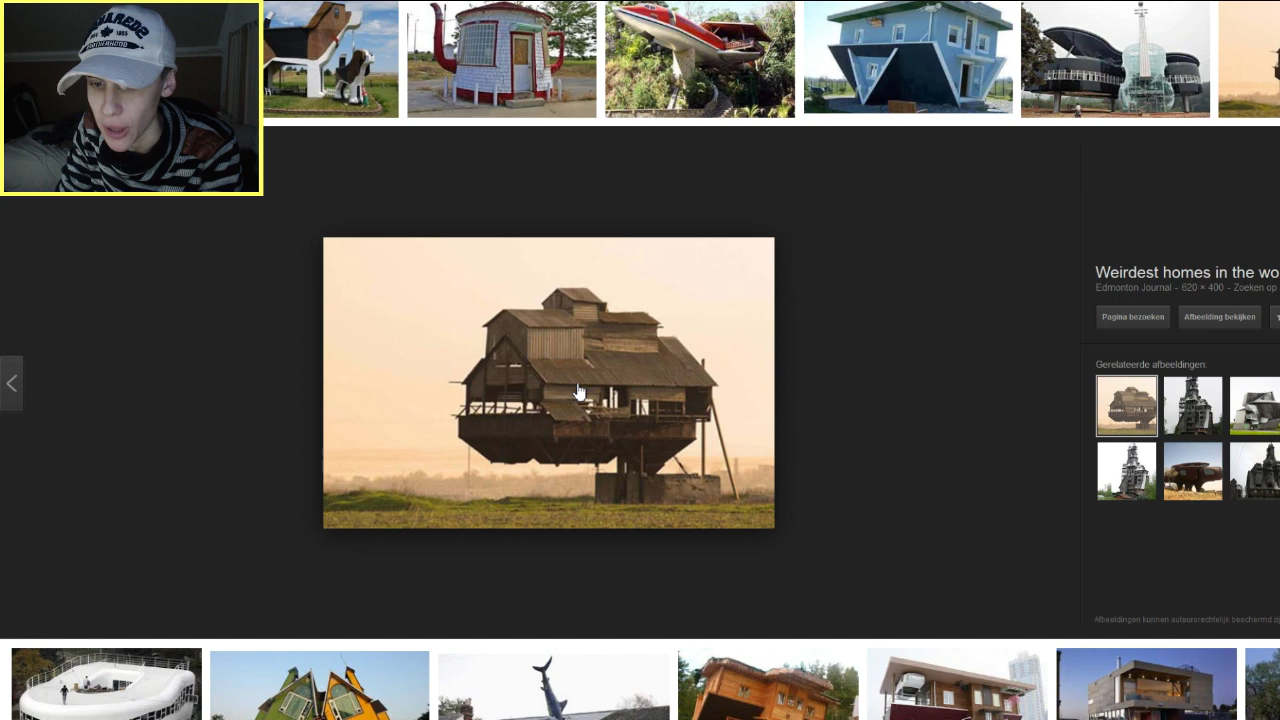 Weirdest homes in the wo
Edmonton Journal - 620 × 400 - Zoeken op
Pagina bezoeken
Afbeelding bekijken
Gerelateerde afbeeldingen:
Afbeeldingen kunnen auteursrechtelijk beschermd